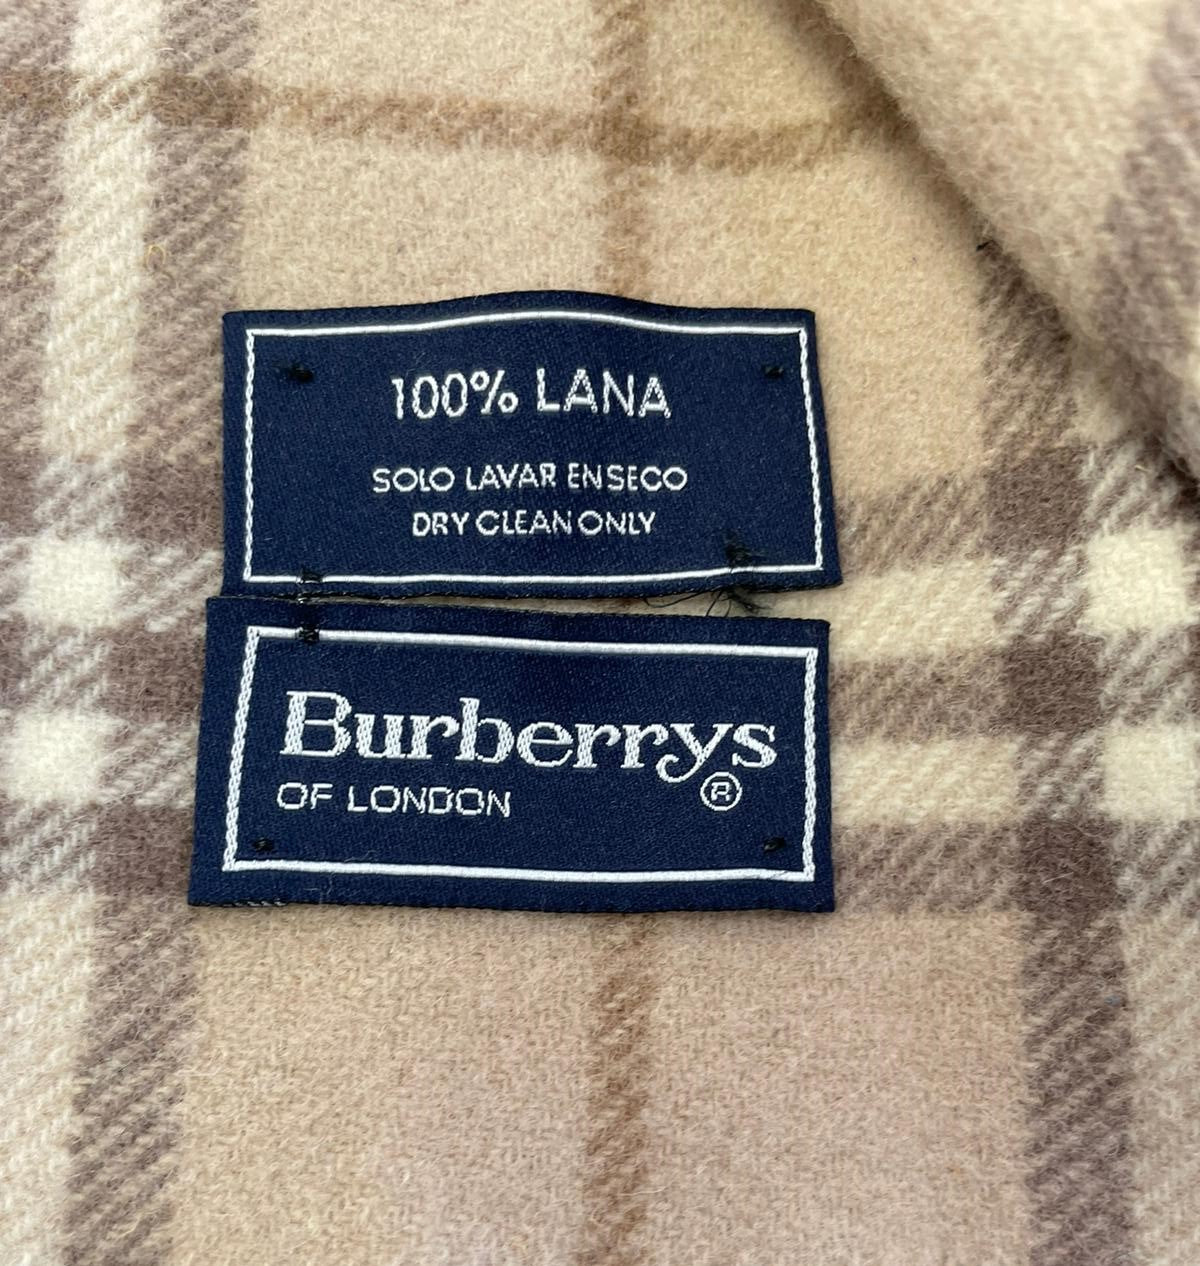 100% LANA
SOLO LAVAR EN SECO
DRY CLEAN ONLY
Burberrys
OF LONDON ®